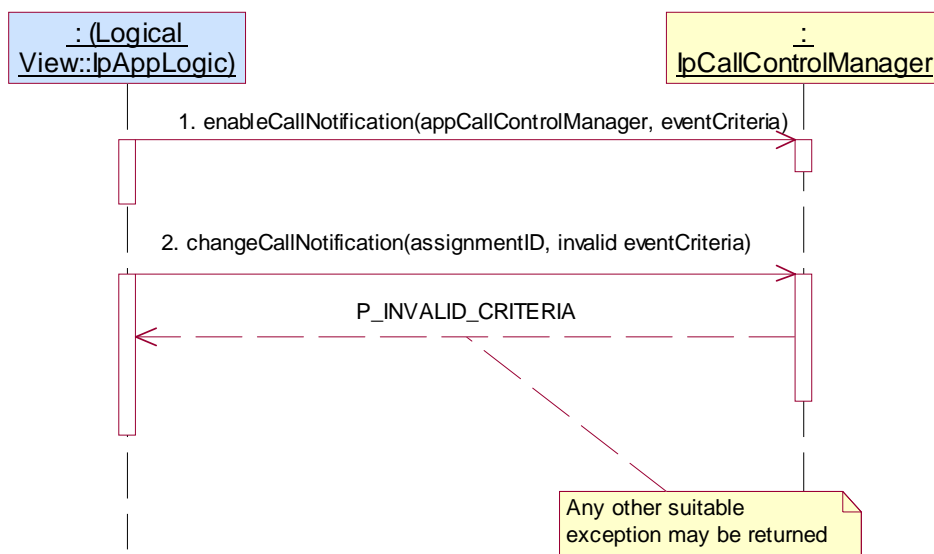 : (Logical
View::IpAppLogic)
:
IpCallControlManager
1. enableCallNotification(appCallControlManager, eventCriteria)
2. changeCallNotification(assignmentID, invalid eventCriteria)
P_INVALID_CRITERIA
Any other suitable
exception may be returned